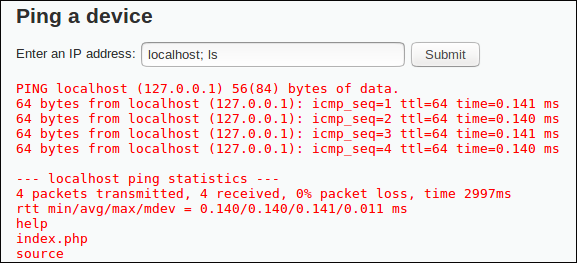 Ping a device
Enter an IP address: localhost; ls Submit
PING localhost (127.0.0.1) 56(84) bytes of data.
64 bytes from localhost (127.0.0.1): icmp_seq=1 ttl=64 time=0.141 ms
64 bytes from localhost (127.0.0.1): icmp_seq=2 ttl=64 time=0.140 ms
64 bytes from localhost (127.0.0.1): icmp_seq=3 ttl=64 time=0.141 ms
64 bytes from localhost (127.0.0.1): icmp_seq=4 ttl=64 time=0.140 ms
--- localhost ping statistics ---
4 packets transmitted, 4 received, 0% packet loss, time 2997ms
rtt min/avg/max/mdev = 0.140/0.140/0.141/0.011 ms
help
index.php
source